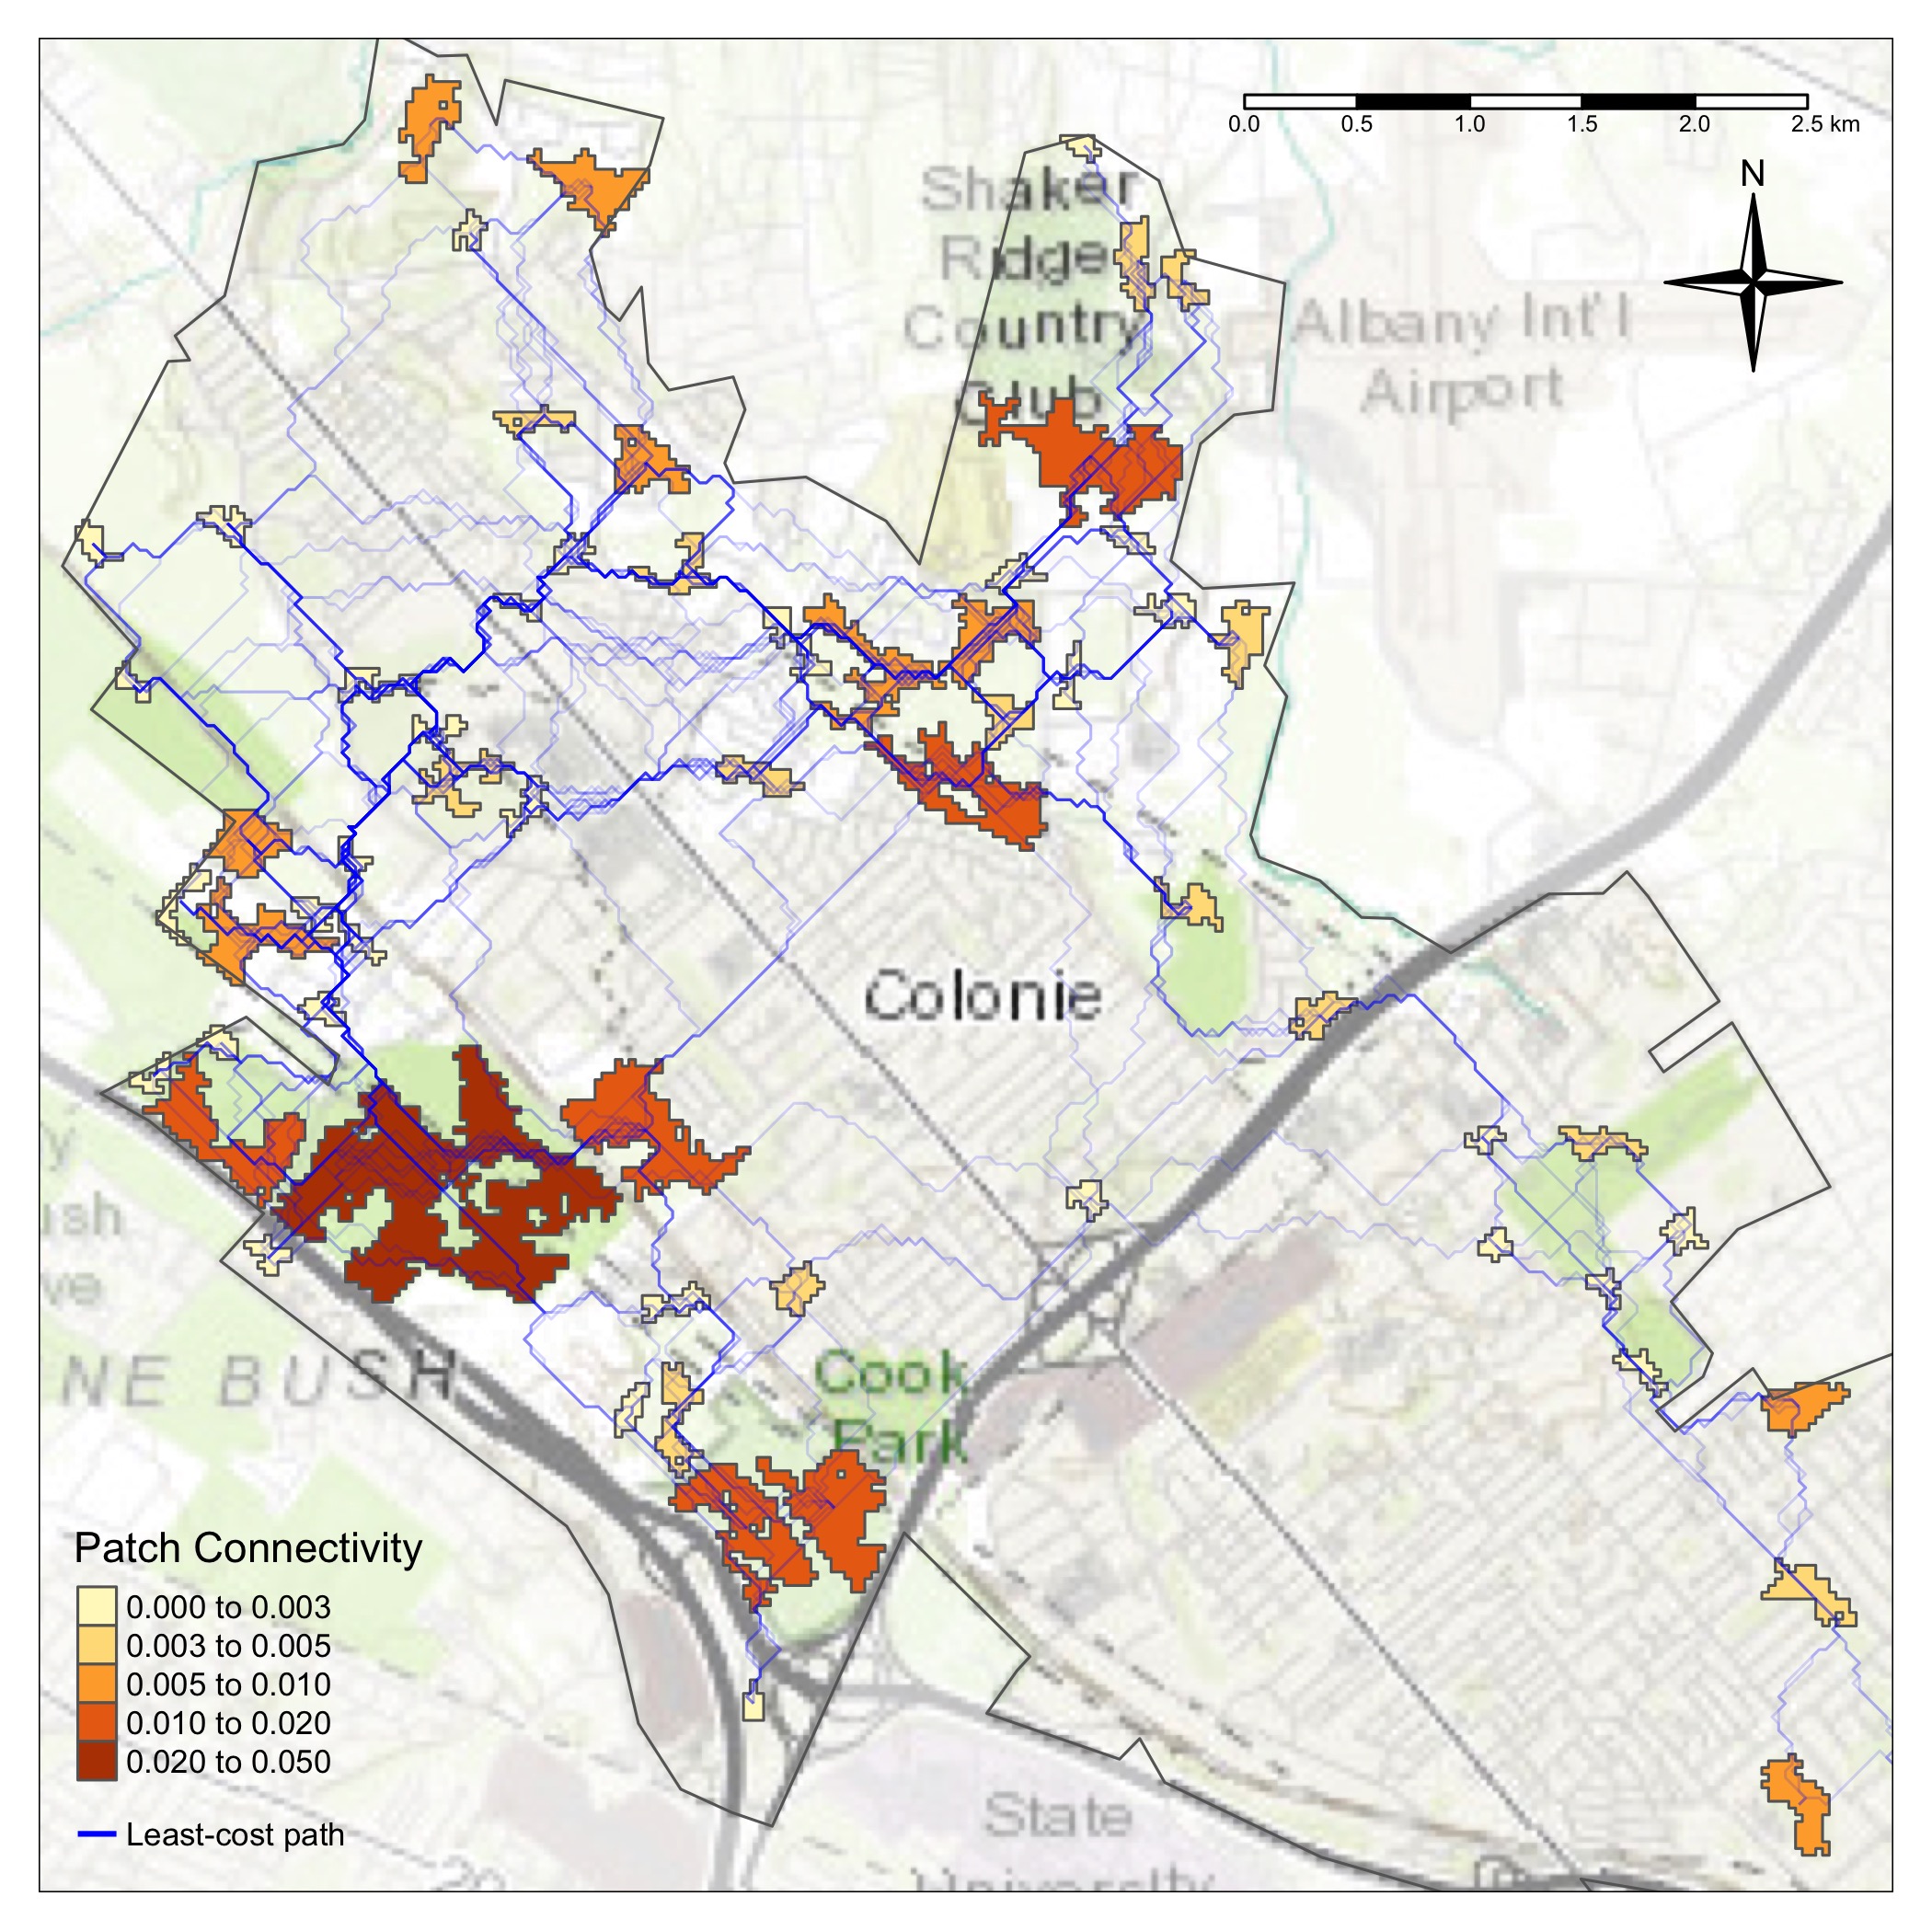 0.0 0.5 1.0 1.5 2.0 2.5 km
N
Shaker
Ridge
Country
Club
Albany Int'l
Airport
Colonie
ush
ve
NE BUSH
Cook
Park
Patch Connectivity
0.000 to 0.003
0.003 to 0.005
0.005 to 0.010
0.010 to 0.020
0.020 to 0.050
Least-cost path
State
University